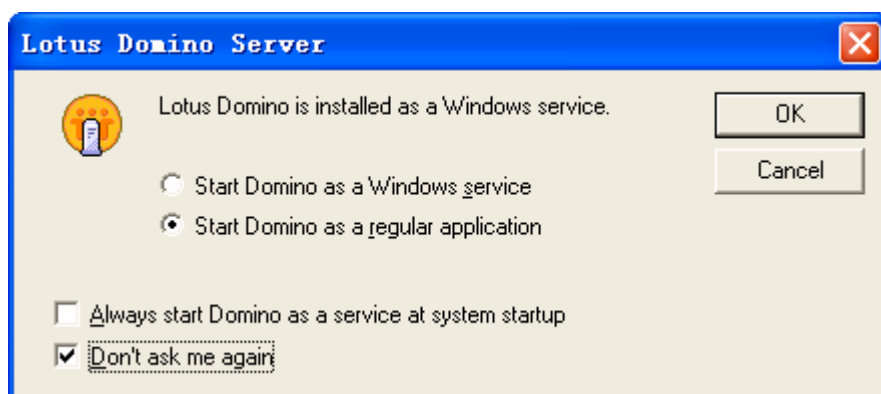 Lotus Domino Server
Lotus Domino is installed as a Windows service.
OK
Cancel
Start Domino as a Windows service
Start Domino as a regular application
Always start Domino as a service at system startup
Don't ask me again